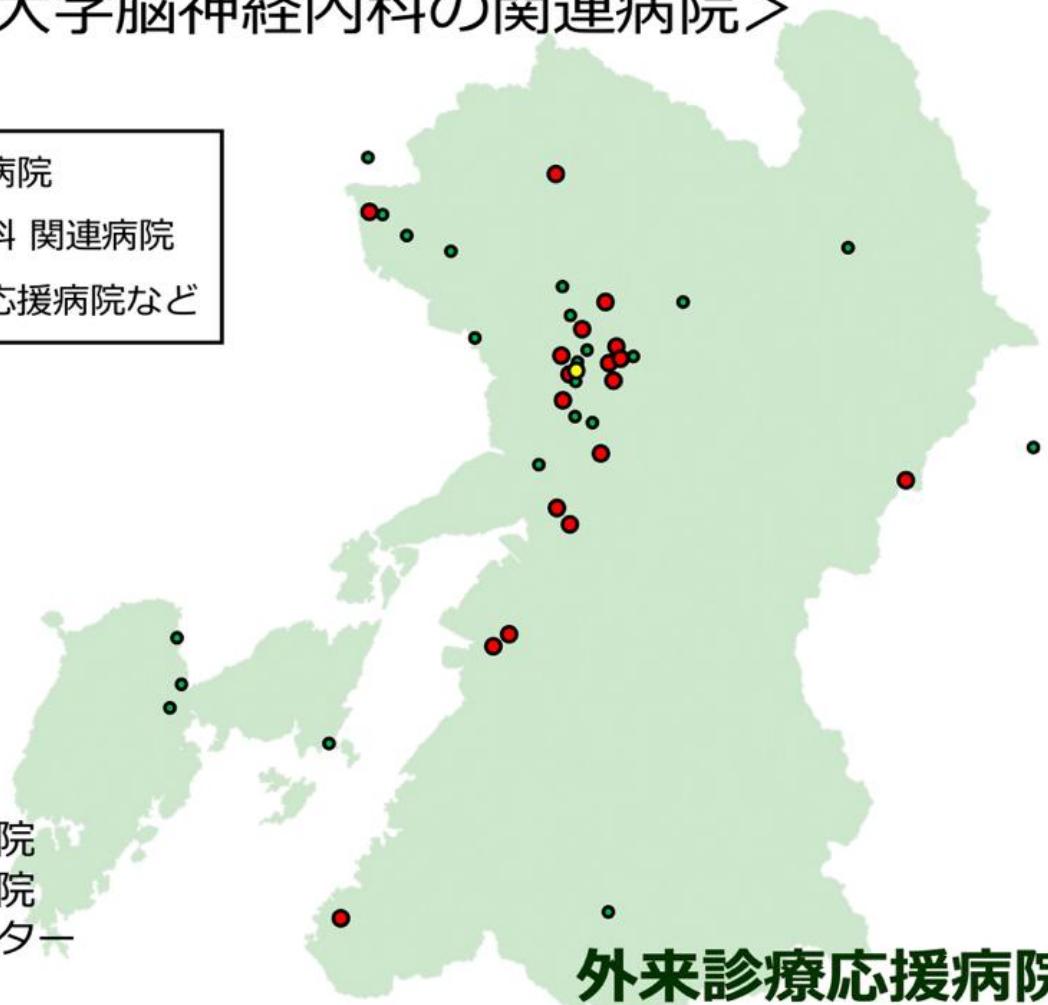 大学脳神経内科の関連病院＞
病院
科 関連病院
応援病院など
院
院
ター
外来診療応援病院